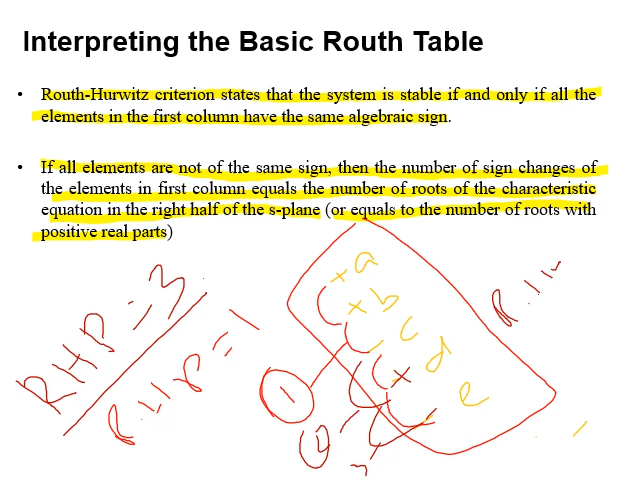 Interpreting the Basic Routh Table
• Routh-Hurwitz criterion states that the system is stable if and only if all the
elements in the first column have the same algebraic sign.
• If all elements are not of the same sign, then the number of sign changes of
the elements in first column equals the number of roots of the characteristic
equation in the right half of the s-plane (or equals to the number of roots with
positive real parts)
+ a
+ b
- c
+ d
e
RHP = 3
RHP = 1
1
2
3